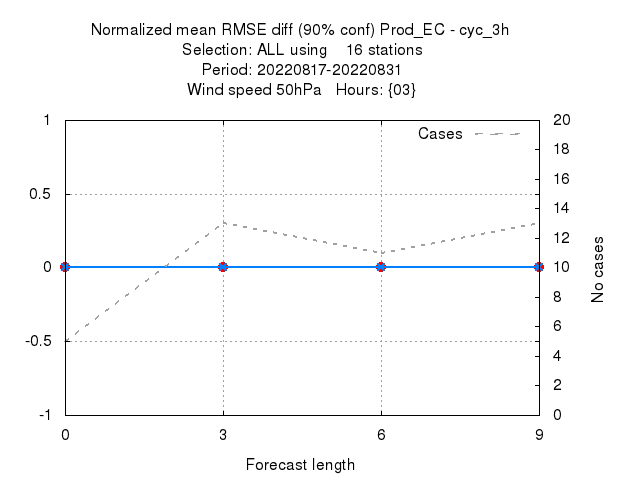 Normalized mean RMSE diff (90% conf) Prod_EC - cyc_3h
Selection: ALL using    16 stations
Period: 20220817-20220831
Wind speed 50hPa   Hours: {03}
Cases
1
0.5
0
-0.5
-1
20
18
16
14
12
10
8
6
4
2
0
No cases
0
3
6
9
Forecast length